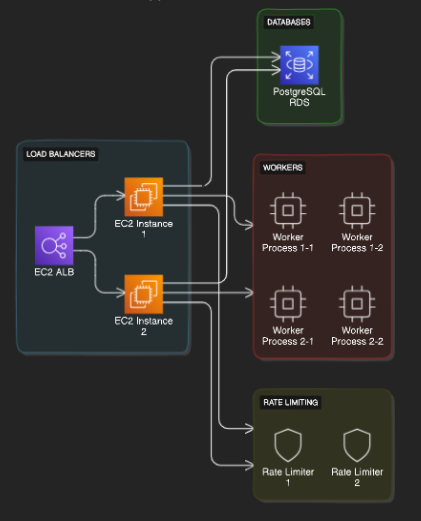 DATABASES
PostgreSQL
RDS
LOAD BALANCERS
EC2 ALB
EC2 Instance
1
EC2 Instance
2
WORKERS
Worker
Process 1-1
Worker
Process 1-2
Worker
Process 2-1
Worker
Process 2-2
RATE LIMITING
Rate Limiter
1
Rate Limiter
2